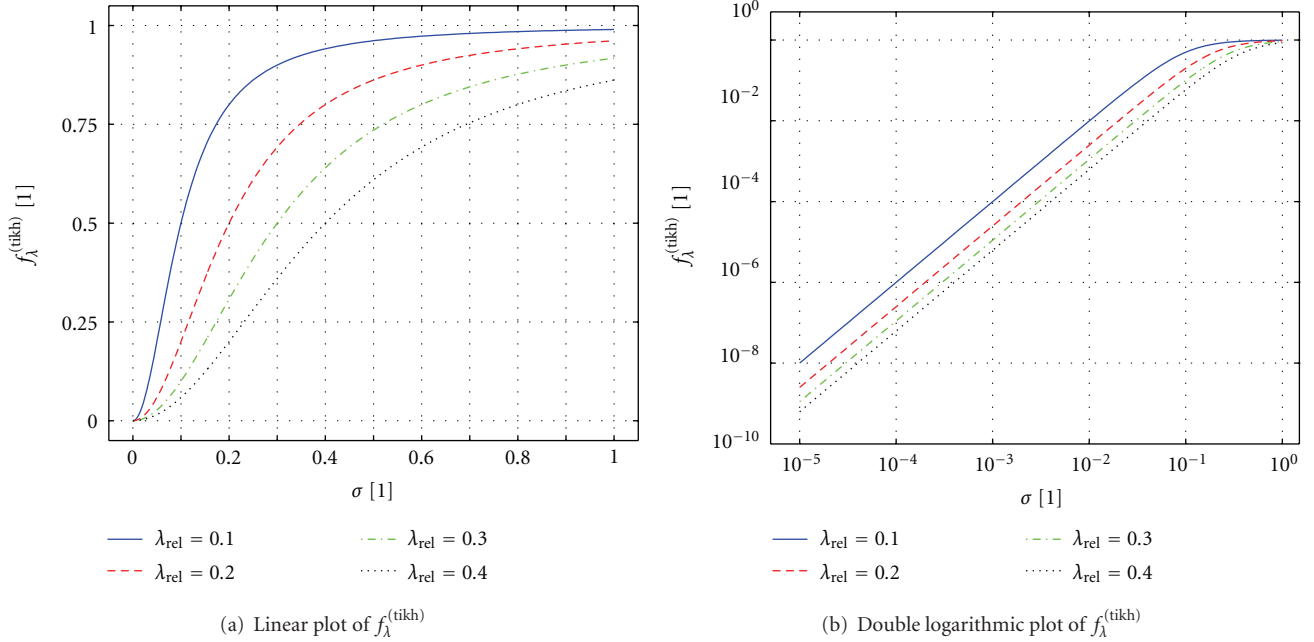 1
0.75
0.5
0.25
0
f_λ^(tikh) [1]
0 0.2 0.4 0.6 0.8 1
σ [1]
λ_rel = 0.1 λ_rel = 0.3
λ_rel = 0.2 λ_rel = 0.4
(a) Linear plot of f_λ^(tikh)
10^0
10^−2
10^−4
10^−6
10^−8
10^−10
f_λ^(tikh) [1]
10^−5 10^−4 10^−3 10^−2 10^−1 10^0
σ [1]
λ_rel = 0.1 λ_rel = 0.3
λ_rel = 0.2 λ_rel = 0.4
(b) Double logarithmic plot of f_λ^(tikh)